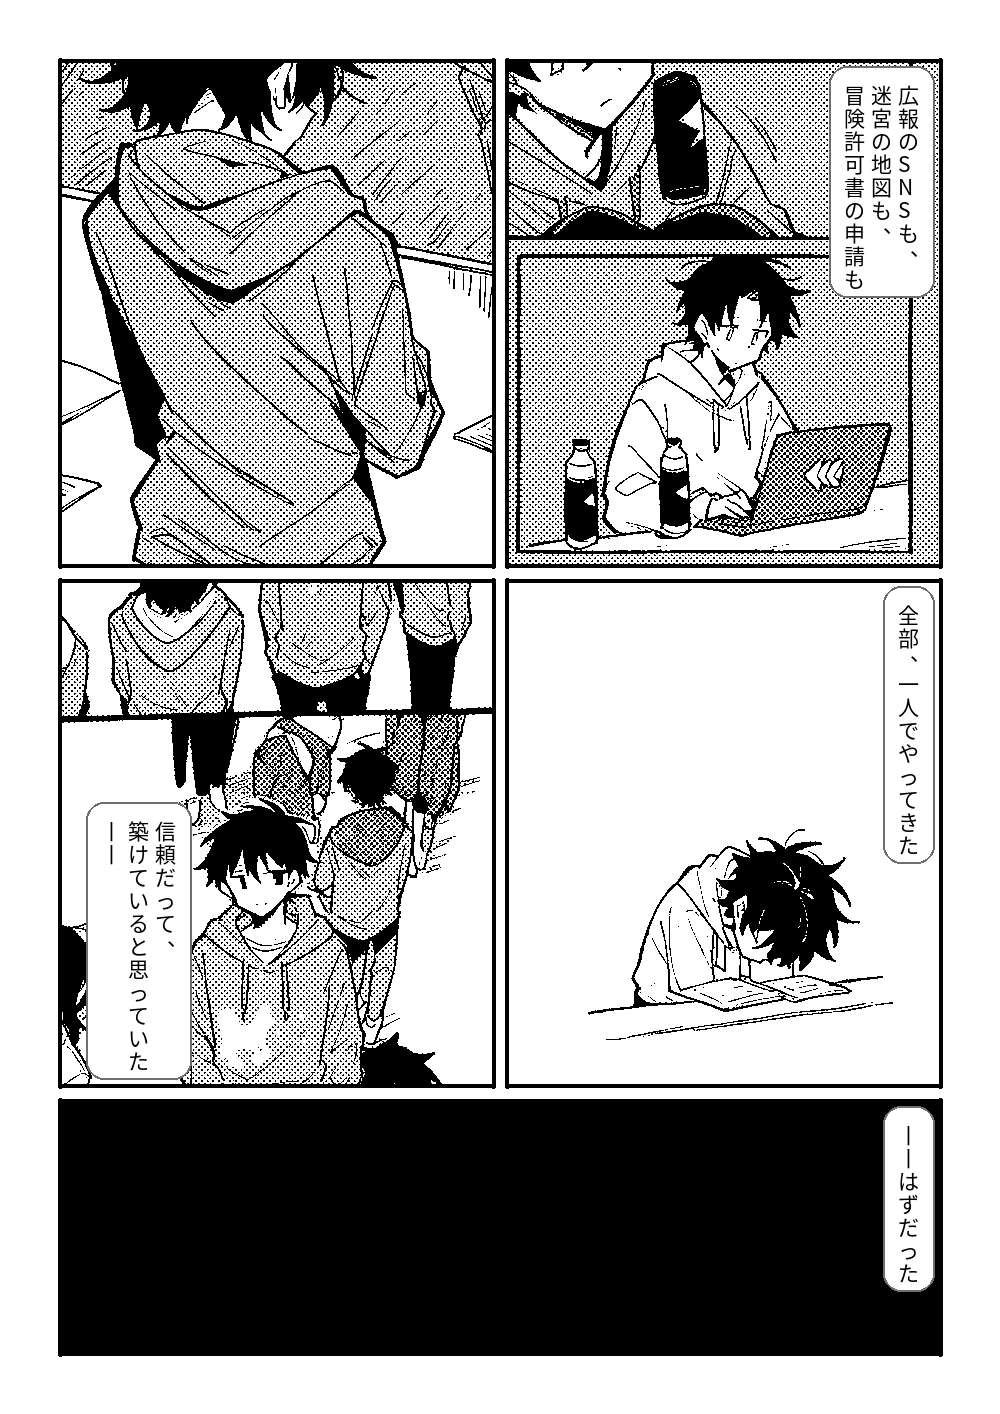 広報のSNSも、
迷宮の地図も、
冒険許可書の申請も
全部、一人でやってきた
信頼だって、
築けていると思っていた
――
――はずだった